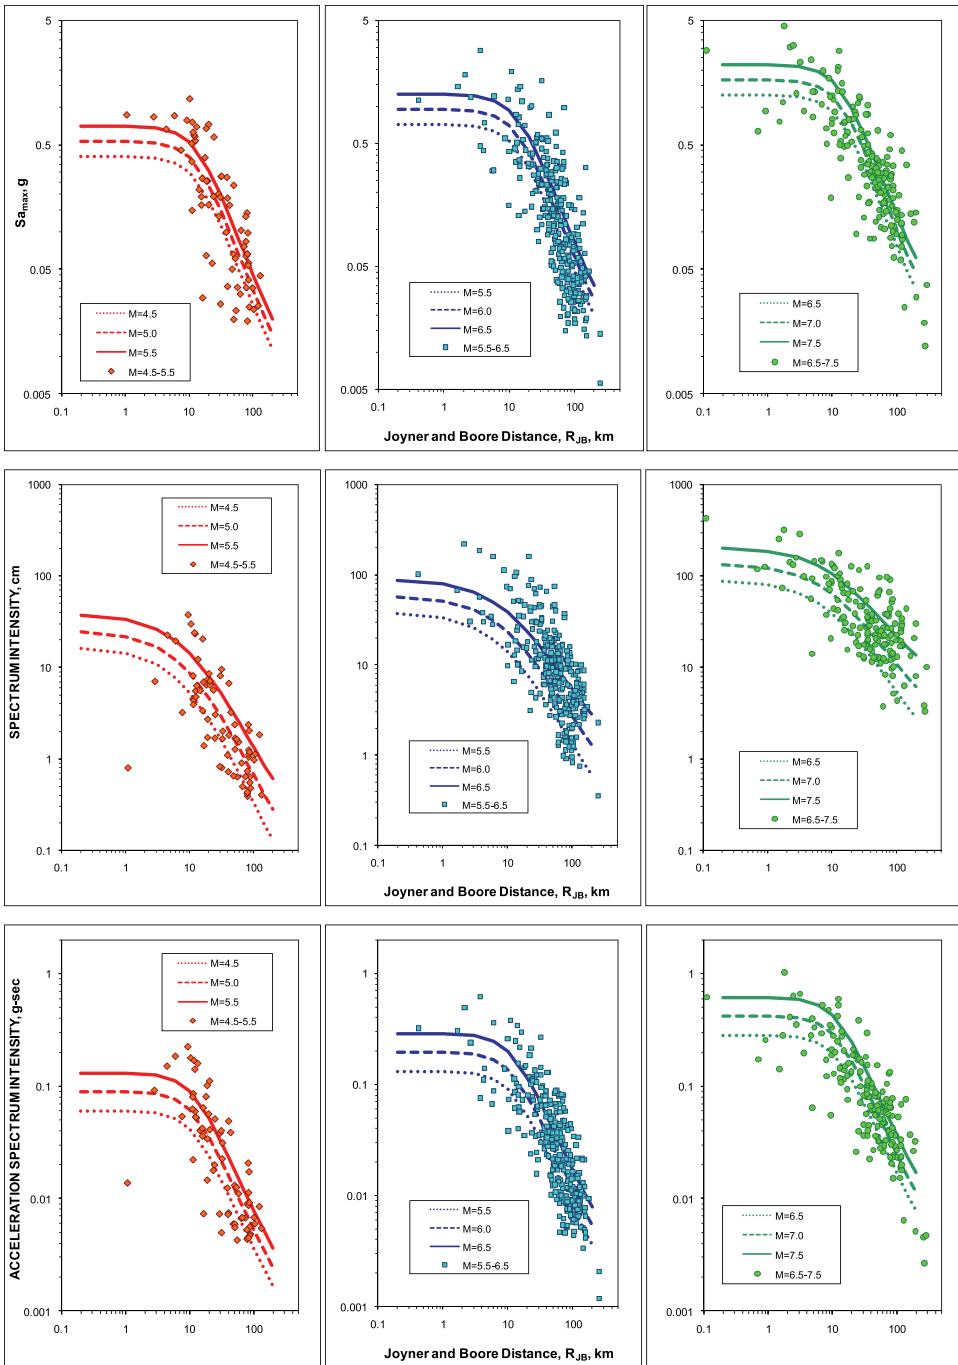 5
0.5
0.05
0.005
0.1
1
10
100
Sa_max, g
M=4.5
M=5.0
M=5.5
M=4.5-5.5
5
0.5
0.05
0.005
0.1
1
10
100
M=5.5
M=6.0
M=6.5
M=5.5-6.5
Joyner and Boore Distance, R_JB, km
5
0.5
0.05
0.005
0.1
1
10
100
M=6.5
M=7.0
M=7.5
M=6.5-7.5
1000
100
10
1
0.1
0.1
1
10
100
SPECTRUM INTENSITY, cm
M=4.5
M=5.0
M=5.5
M=4.5-5.5
1000
100
10
1
0.1
0.1
1
10
100
M=5.5
M=6.0
M=6.5
M=5.5-6.5
Joyner and Boore Distance, R_JB, km
1000
100
10
1
0.1
0.1
1
10
100
M=6.5
M=7.0
M=7.5
M=6.5-7.5
1
0.1
0.01
0.001
0.1
1
10
100
ACCELERATION SPECTRUM INTENSITY, g-sec
M=4.5
M=5.0
M=5.5
M=4.5-5.5
1
0.1
0.01
0.001
0.1
1
10
100
M=5.5
M=6.0
M=6.5
M=5.5-6.5
Joyner and Boore Distance, R_JB, km
1
0.1
0.01
0.001
0.1
1
10
100
M=6.5
M=7.0
M=7.5
M=6.5-7.5